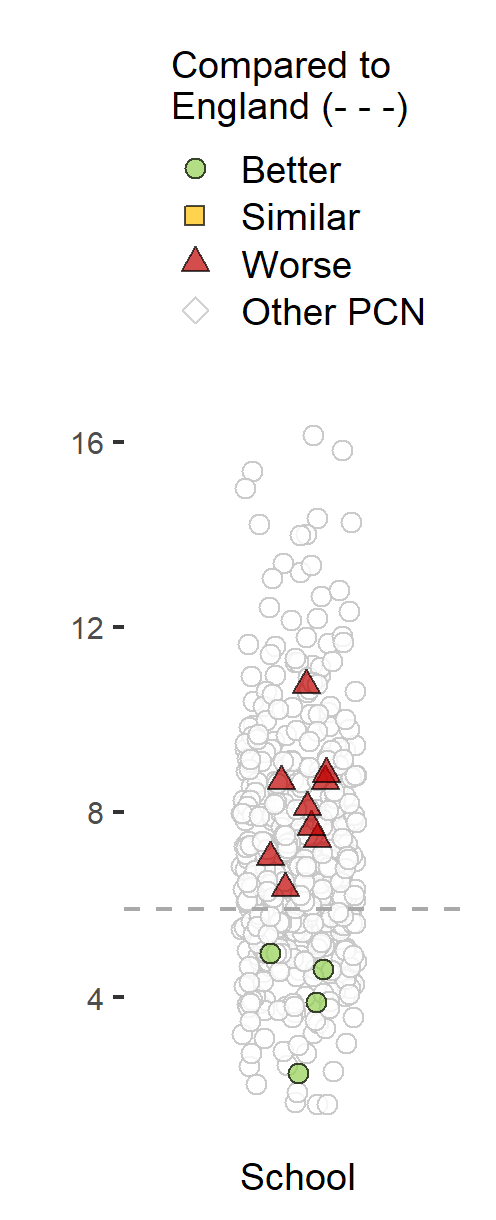 Compared to
England (- - -)
Better
Similar
Worse
Other PCN
16
12
8
4
School